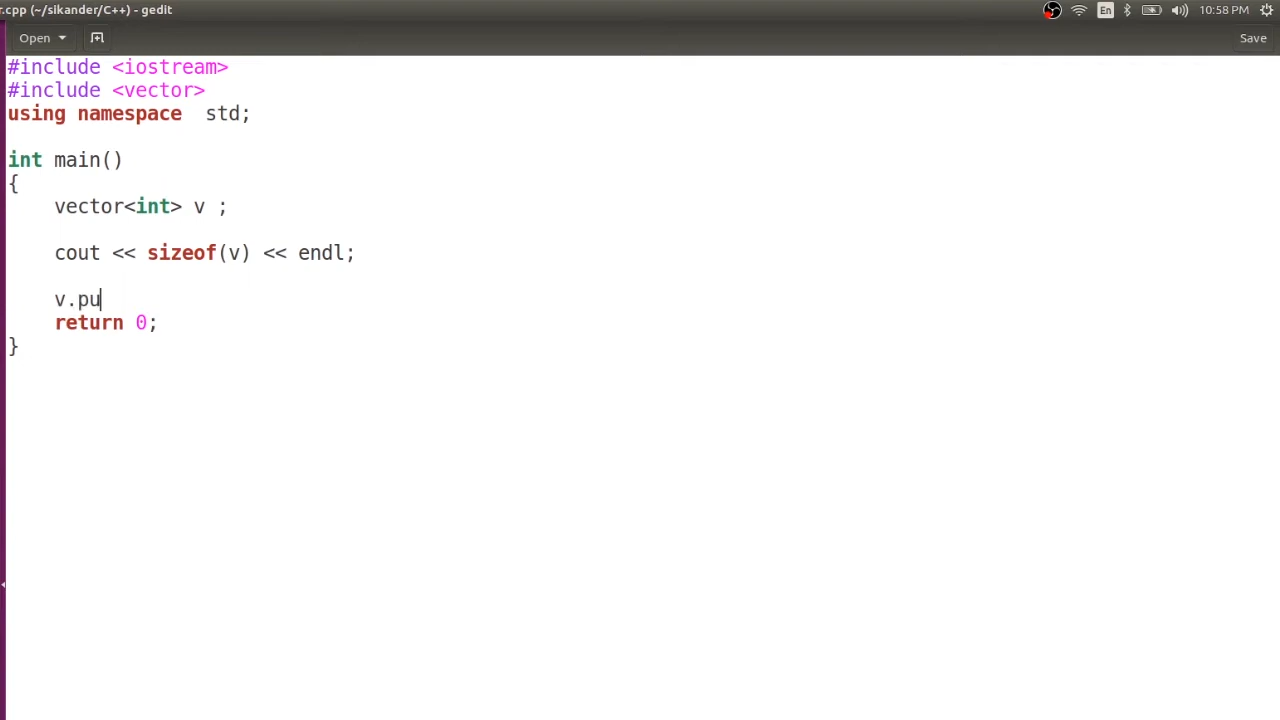 r.cpp (~/sikander/C++) - gedit
En
10:58 PM
Open
Save
#include <iostream>
#include <vector>
using namespace  std;
int main()
{
    vector<int> v ;
    cout << sizeof(v) << endl;
    v.pu
    return 0;
}